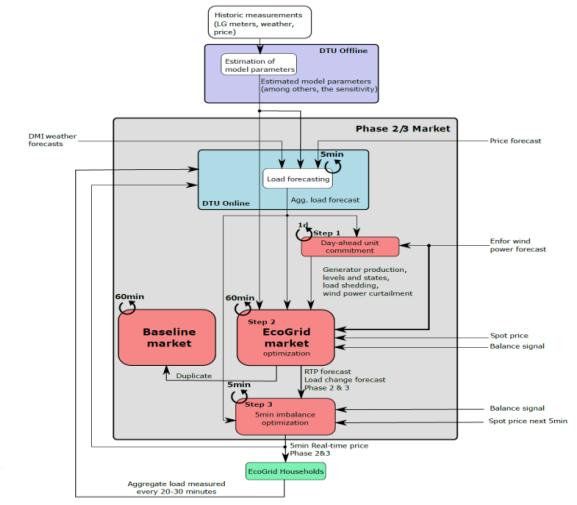 Historic measurements
(LG meters, weather,
price)
DTU Offline
Estimation of
model parameters
Estimated model parameters
(among others, the sensitivity)
Phase 2/3 Market
DMI weather
forecasts
Price forecast
5min
Load forecasting
DTU Online
Agg. load forecast
1d
Step 1
Day-ahead unit
commitment
Enfor wind
power forecast
Generator production,
levels and states,
load shedding,
wind power curtailment
60min
60min
Step 2
Baseline
market
EcoGrid
market
optimization
Spot price
Balance signal
Duplicate
RTP forecast
Load change forecast
Phase 2 & 3
5min
Step 3
5min imbalance
optimization
Balance signal
Spot price next 5min
5min Real-time price
Phase 2&3
EcoGrid Households
Aggregate load measured
every 20-30 minutes